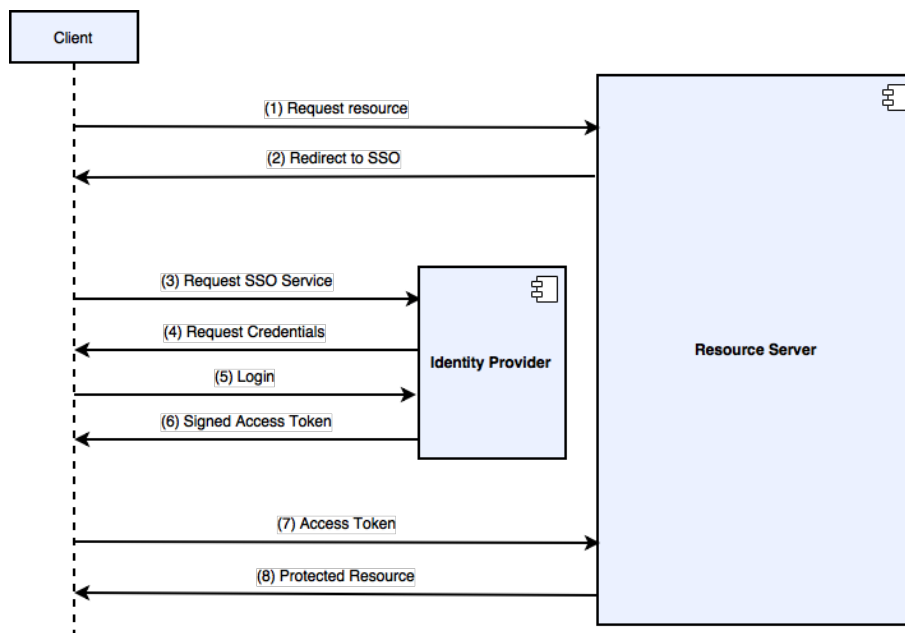 Client
(1) Request resource
(2) Redirect to SSO
(3) Request SSO Service
(4) Request Credentials
Identity Provider
Resource Server
(5) Login
(6) Signed Access Token
(7) Access Token
(8) Protected Resource